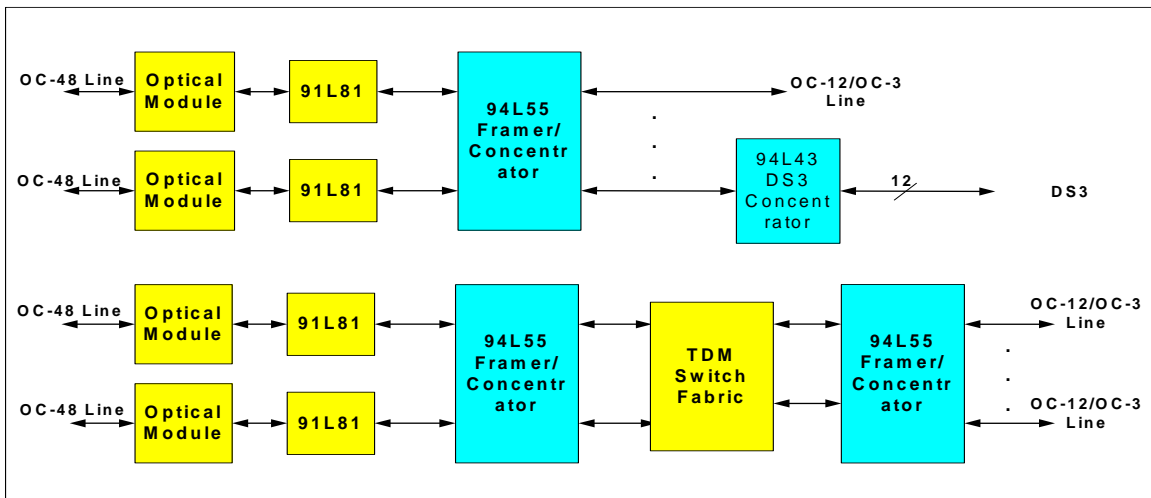 OC-48 Line
Optical
Module
91L81
94L55
Framer/
Concentr
ator
OC-12/OC-3
Line
.
.
.
.
OC-48 Line
Optical
Module
91L81
94L43
DS3
Concent
rator
12
DS3
OC-48 Line
Optical
Module
91L81
94L55
Framer/
Concentr
ator
TDM
Switch
Fabric
94L55
Framer/
Concentr
ator
OC-12/OC-3
Line
.
.
.
.
OC-48 Line
Optical
Module
91L81
OC-12/OC-3
Line